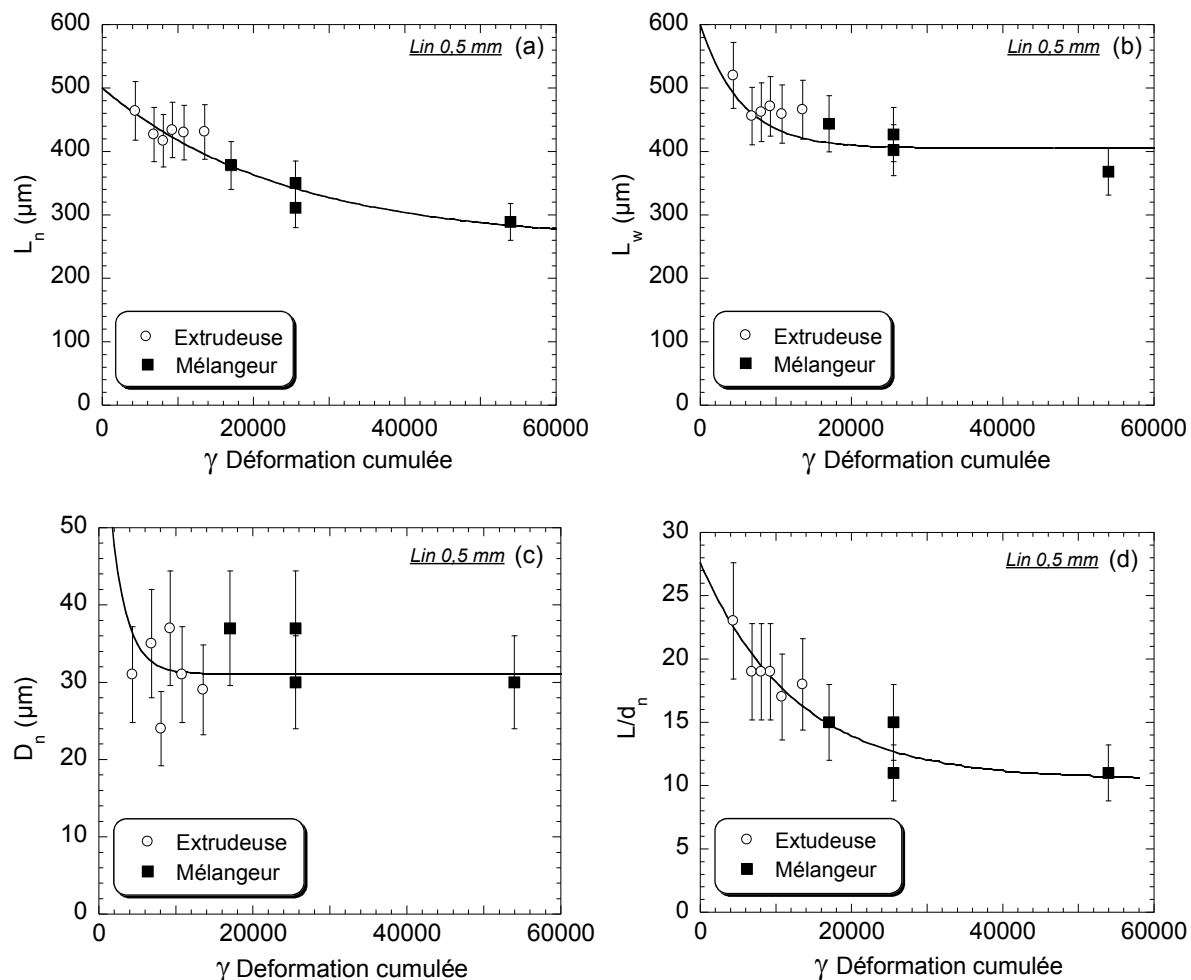 Lin 0,5 mm (a)
600
500
400
300
200
100
0
L_n (µm)
Extrudeuse
Mélangeur
0 20000 40000 60000
γ Déformation cumulée
Lin 0,5 mm (b)
600
500
400
300
200
100
0
L_w (µm)
Extrudeuse
Mélangeur
0 20000 40000 60000
γ Déformation cumulée
Lin 0,5 mm (c)
50
40
30
20
10
0
D_n (µm)
Extrudeuse
Mélangeur
0 20000 40000 60000
γ Deformation cumulée
Lin 0,5 mm (d)
30
25
20
15
10
5
0
L/d_n
Extudeuse
Mélangeur
0 20000 40000 60000
γ Déformation cumulée